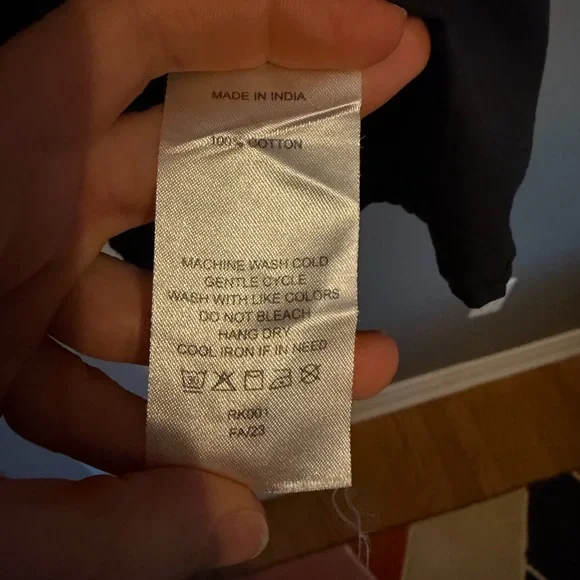 MADE IN INDIA
100% COTTON
MACHINE WASH COLD
GENTLE CYCLE
WASH WITH LIKE COLORS
DO NOT BLEACH
HANG DRY
COOL IRON IF IN NEED
30
RK001
FA/23